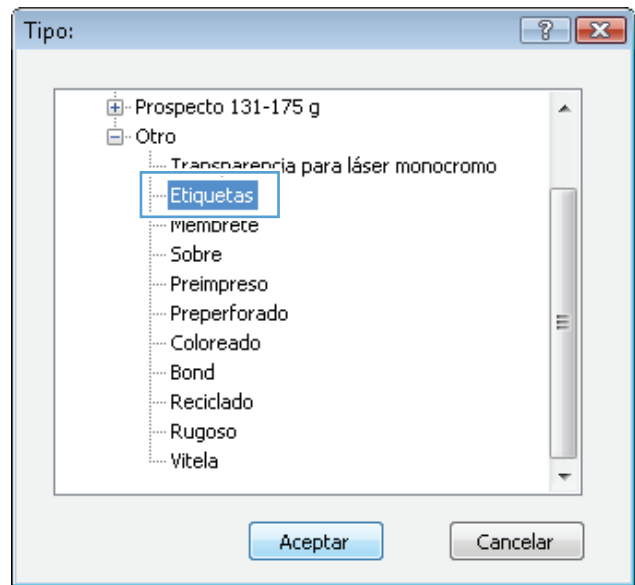 Tipo:
Prospecto 131-175 g
Otro
Transparencia para láser monocromo
Etiquetas
Membrete
Sobre
Preimpreso
Preperforado
Coloreado
Bond
Reciclado
Rugoso
Vitela
Aceptar Cancelar